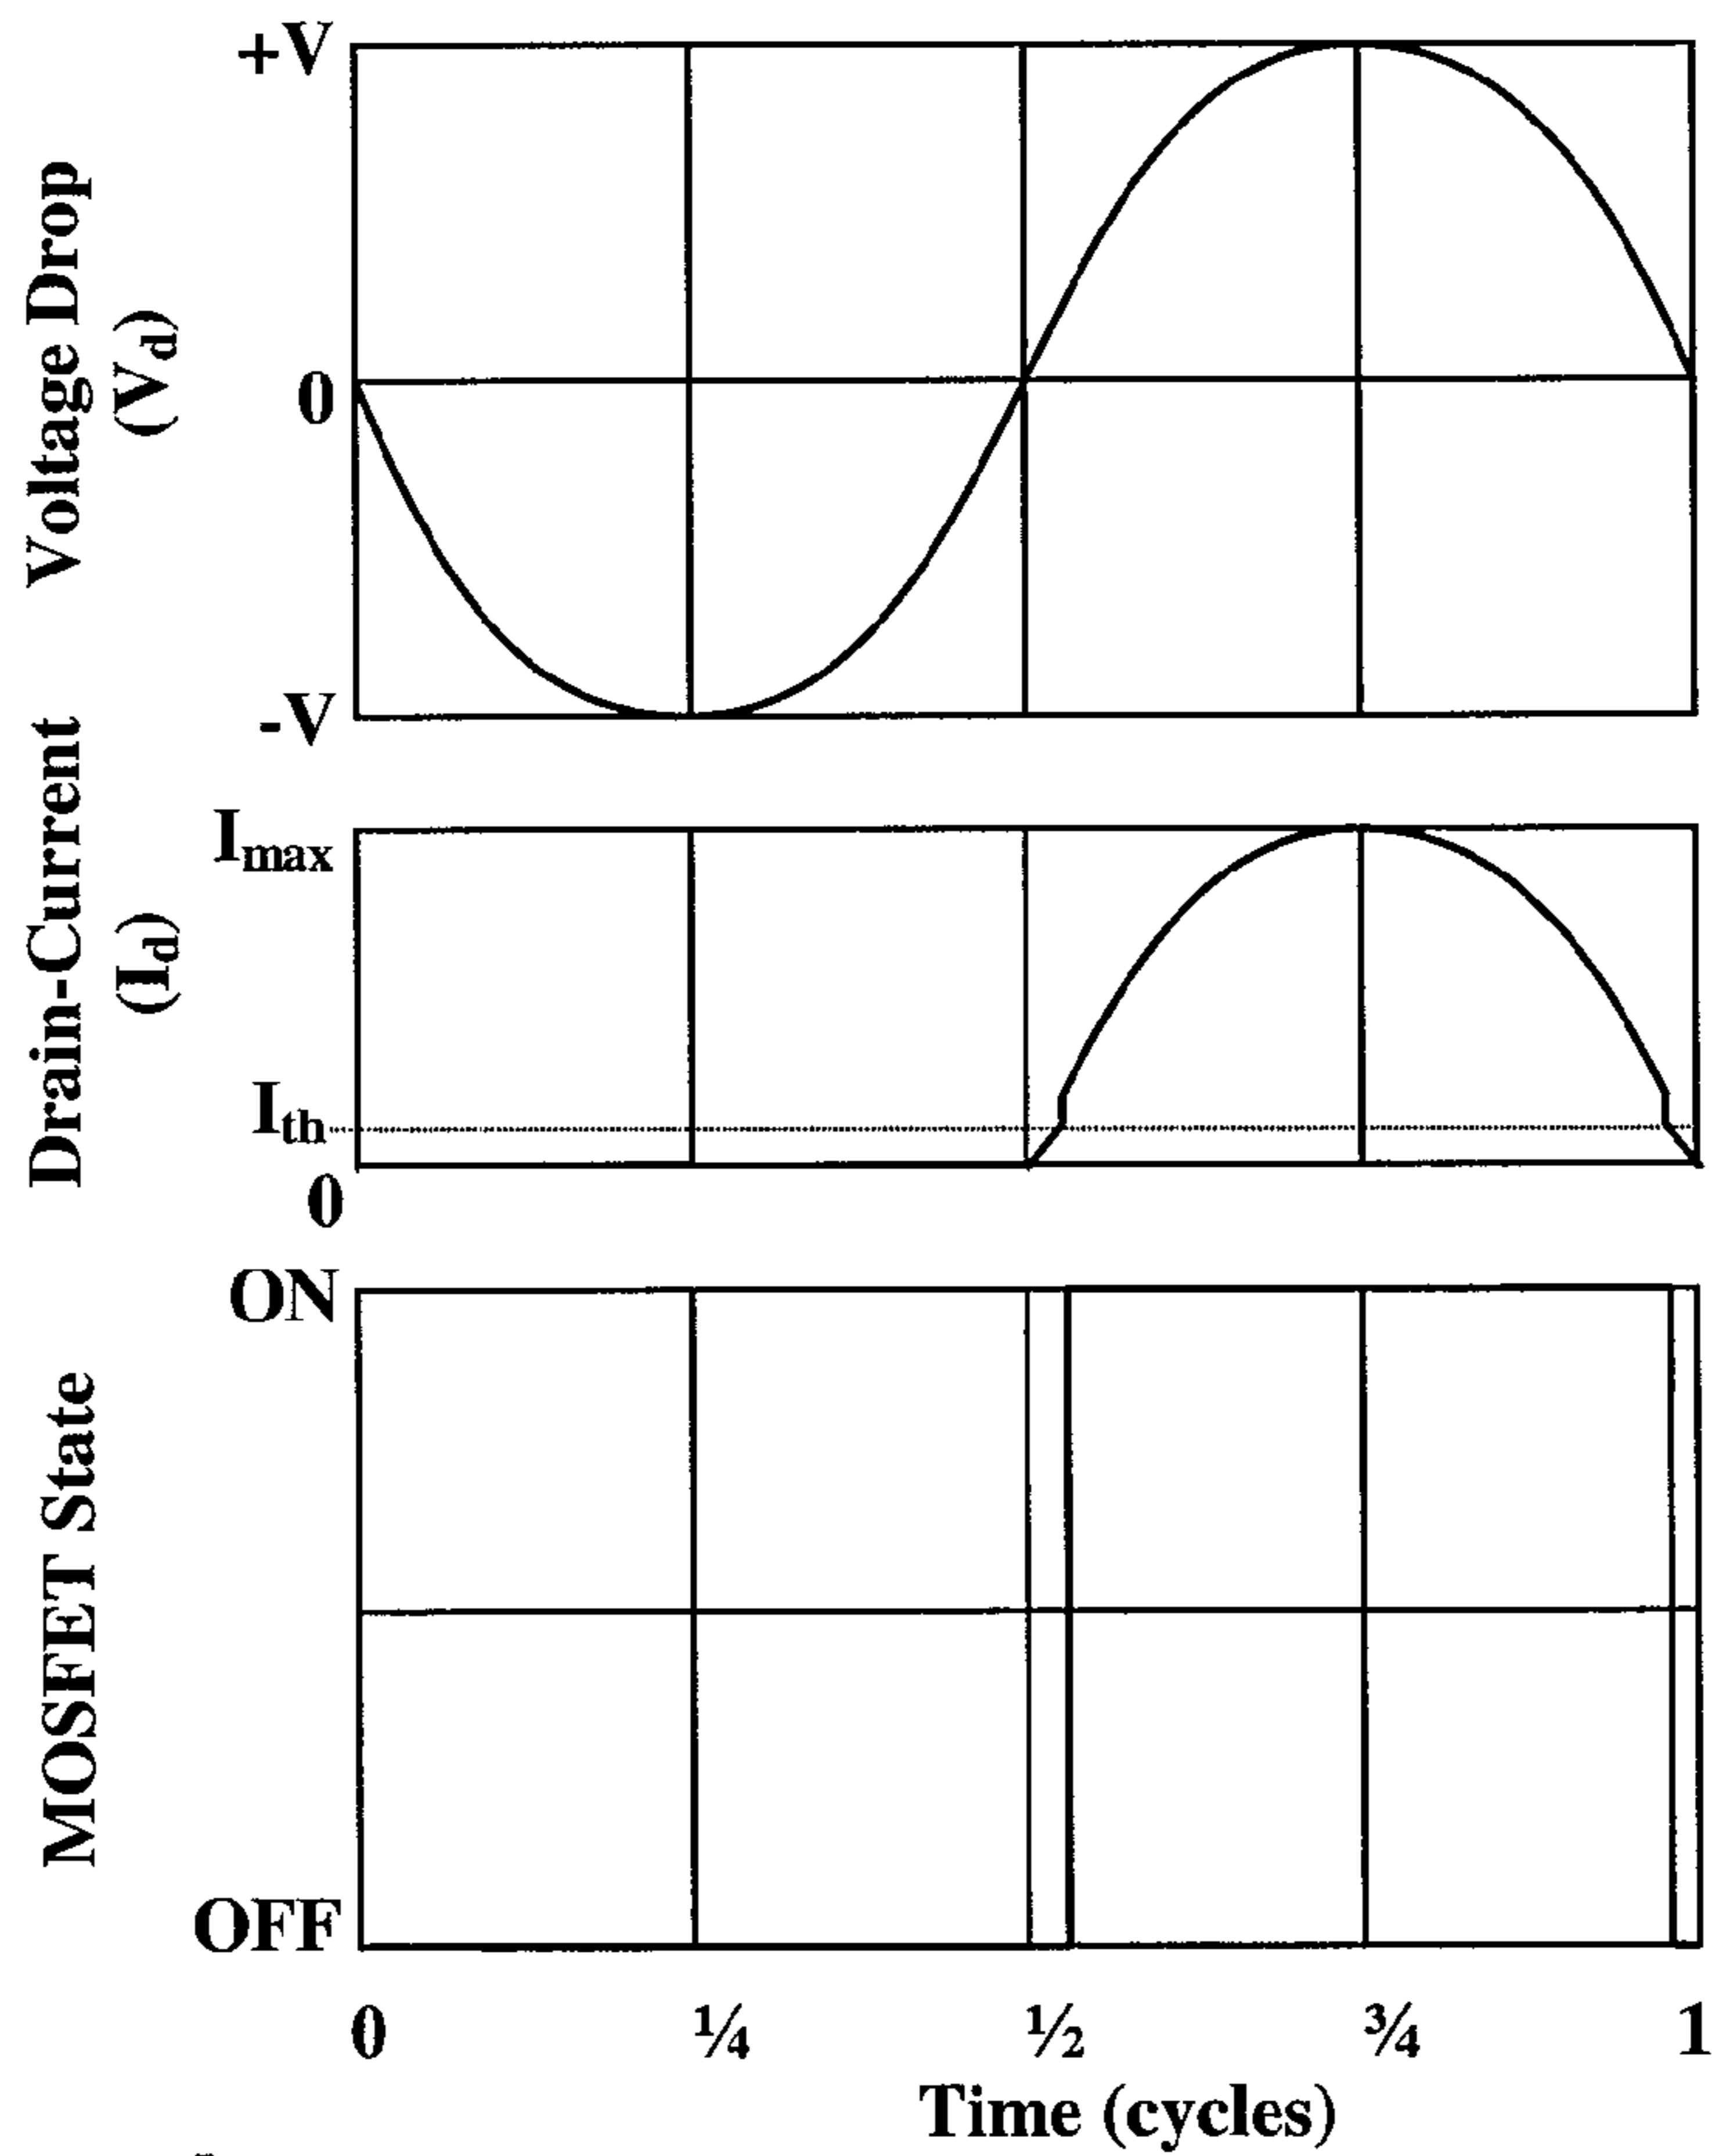 +V
Voltage Drop
(Vd)
0
-V
Drain-Current
(Id)
Imax
Ith
0
MOSFET State
ON
OFF
0 ¼ ½ ¾ 1
Time (cycles)